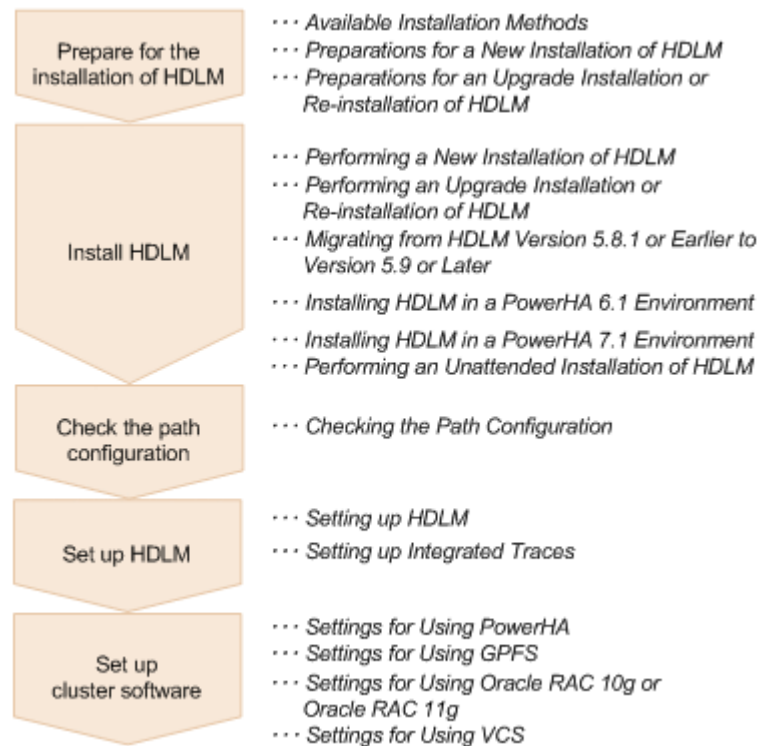 Prepare for the
installation of HDLM
··· Available Installation Methods
··· Preparations for a New Installation of HDLM
··· Preparations for an Upgrade Installation or
Re-installation of HDLM
Install HDLM
··· Performing a New Installation of HDLM
··· Performing an Upgrade Installation or
Re-installation of HDLM
··· Migrating from HDLM Version 5.8.1 or Earlier to
Version 5.9 or Later
··· Installing HDLM in a PowerHA 6.1 Environment
··· Installing HDLM in a PowerHA 7.1 Environment
··· Performing an Unattended Installation of HDLM
Check the path
configuration
··· Checking the Path Configuration
Set up HDLM
··· Setting up HDLM
··· Setting up Integrated Traces
Set up
cluster software
··· Settings for Using PowerHA
··· Settings for Using GPFS
··· Settings for Using Oracle RAC 10g or
Oracle RAC 11g
··· Settings for Using VCS